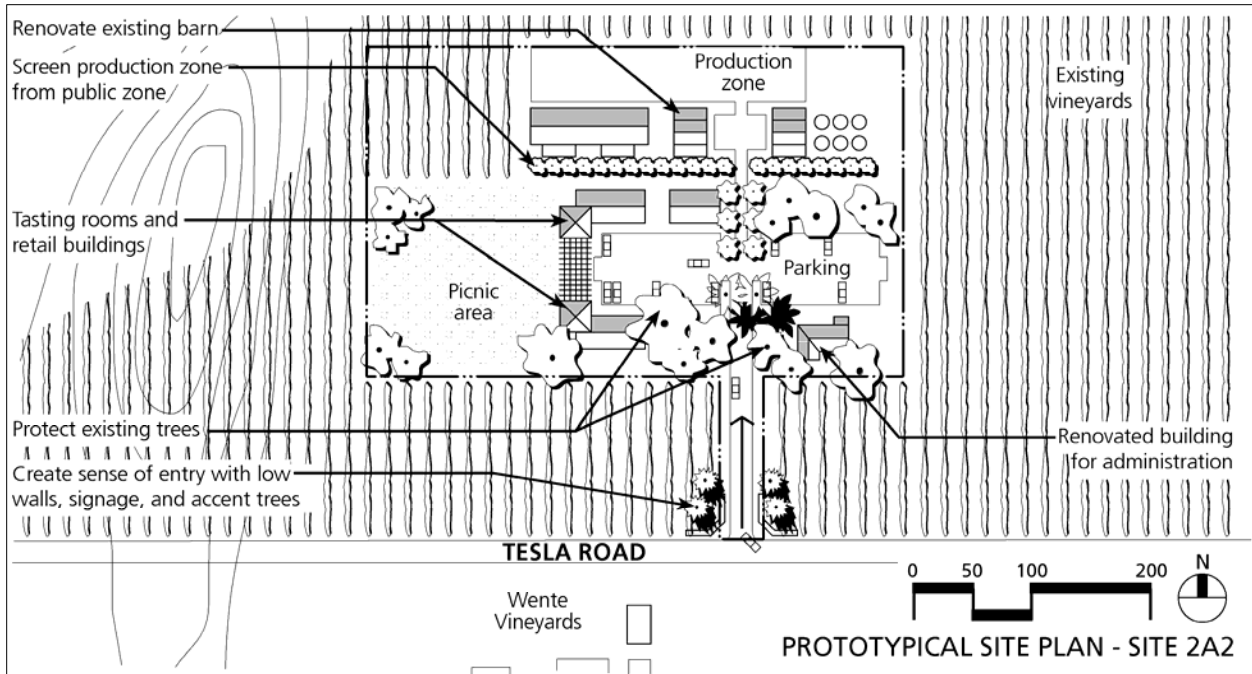 Renovate existing barn
Screen production zone
from public zone
Production
zone
Existing
vineyards
Tasting rooms and
retail buildings
Picnic
area
Parking
Protect existing trees
Create sense of entry with low
walls, signage, and accent trees
Renovated building
for administration
TESLA ROAD
Wente
Vineyards
0 50 100 200
N
PROTOTYPICAL SITE PLAN - SITE 2A2